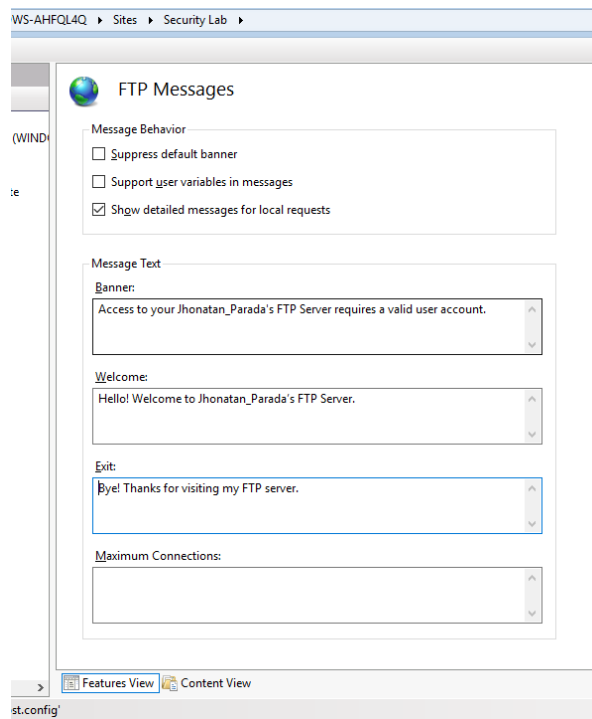 WS-AHFQL4Q ▸ Sites ▸ Security Lab ▸
FTP Messages
Message Behavior
(WIND
Suppress default banner
Support user variables in messages
te
Show detailed messages for local requests
Message Text
Banner:
Access to your Jhonatan_Parada's FTP Server requires a valid user account.
Welcome:
Hello! Welcome to Jhonatan_Parada's FTP Server.
Exit:
Bye! Thanks for visiting my FTP server.
Maximum Connections:
Features View Content View
st.config'